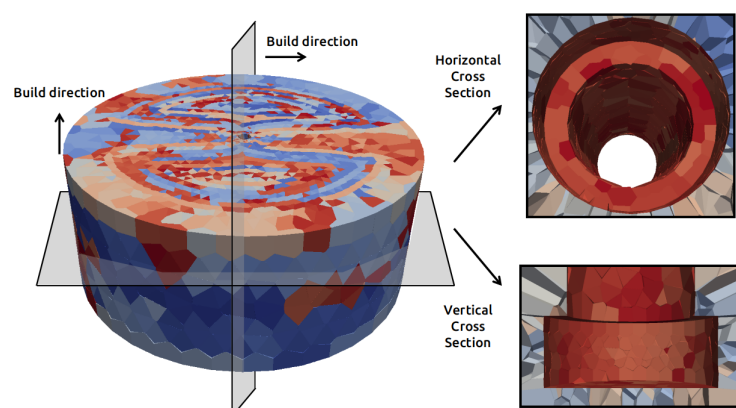 Build direction
Build direction
Horizontal
Cross
Section
Vertical
Cross
Section